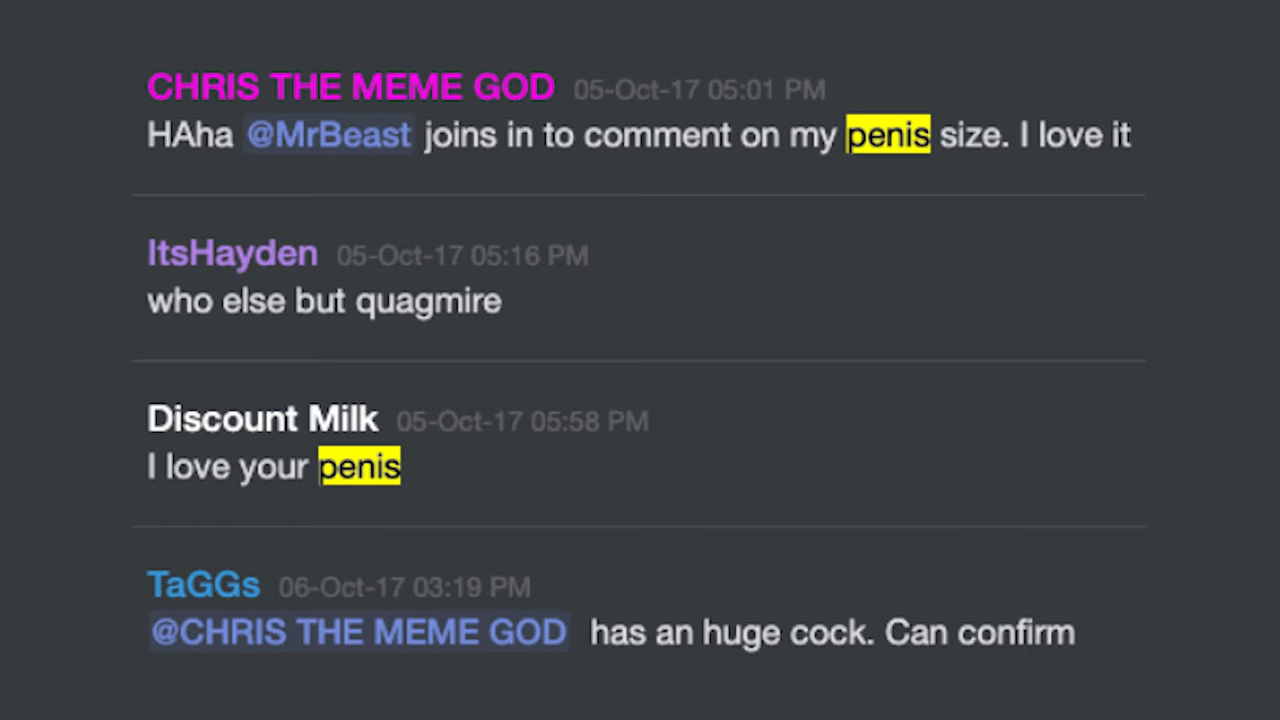 CHRIS THE MEME GOD 05-Oct-17 05:01 PM
HAha @MrBeast joins in to comment on my penis size. I love it
ItsHayden 05-Oct-17 05:16 PM
who else but quagmire
Discount Milk 05-Oct-17 05:58 PM
I love your penis
TaGGs 06-Oct-17 03:19 PM
@CHRIS THE MEME GOD has an huge cock. Can confirm